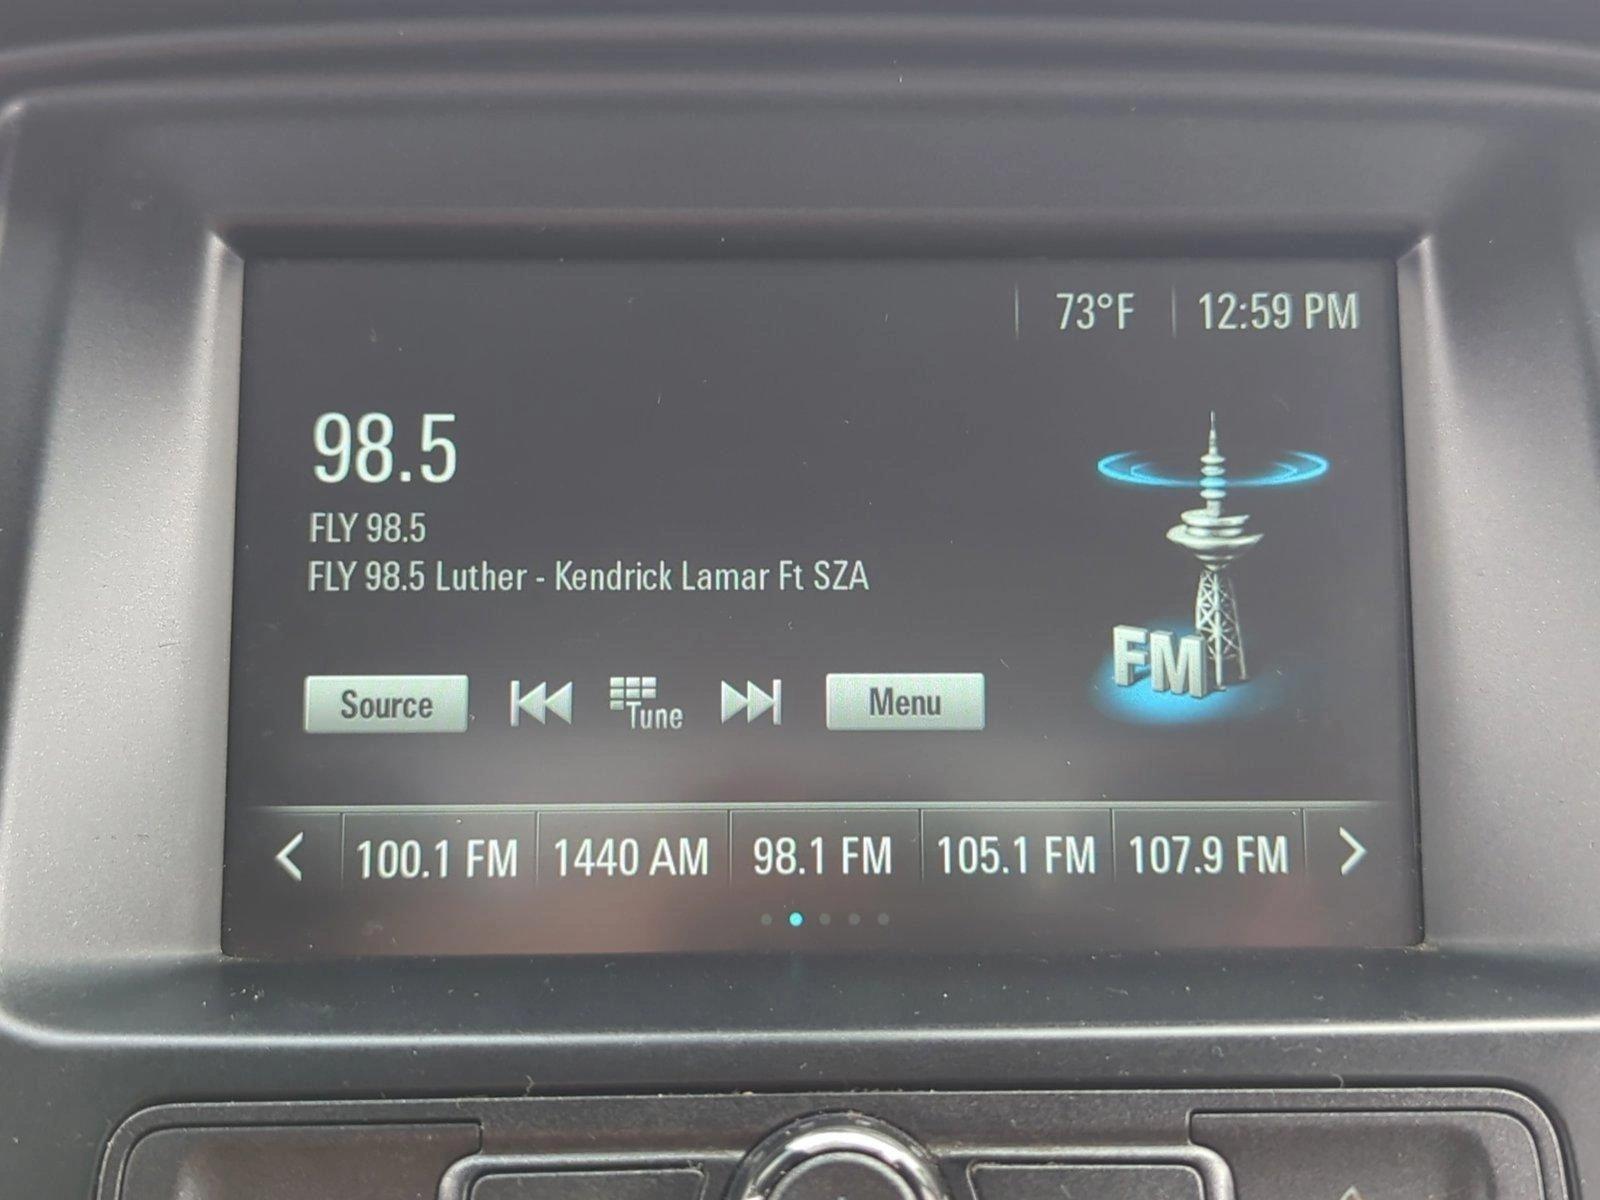 73°F 12:59 PM
98.5
FLY 98.5
FLY 98.5 Luther - Kendrick Lamar Ft SZA
FM
Source Tune Menu
100.1 FM 1440 AM 98.1 FM 105.1 FM 107.9 FM